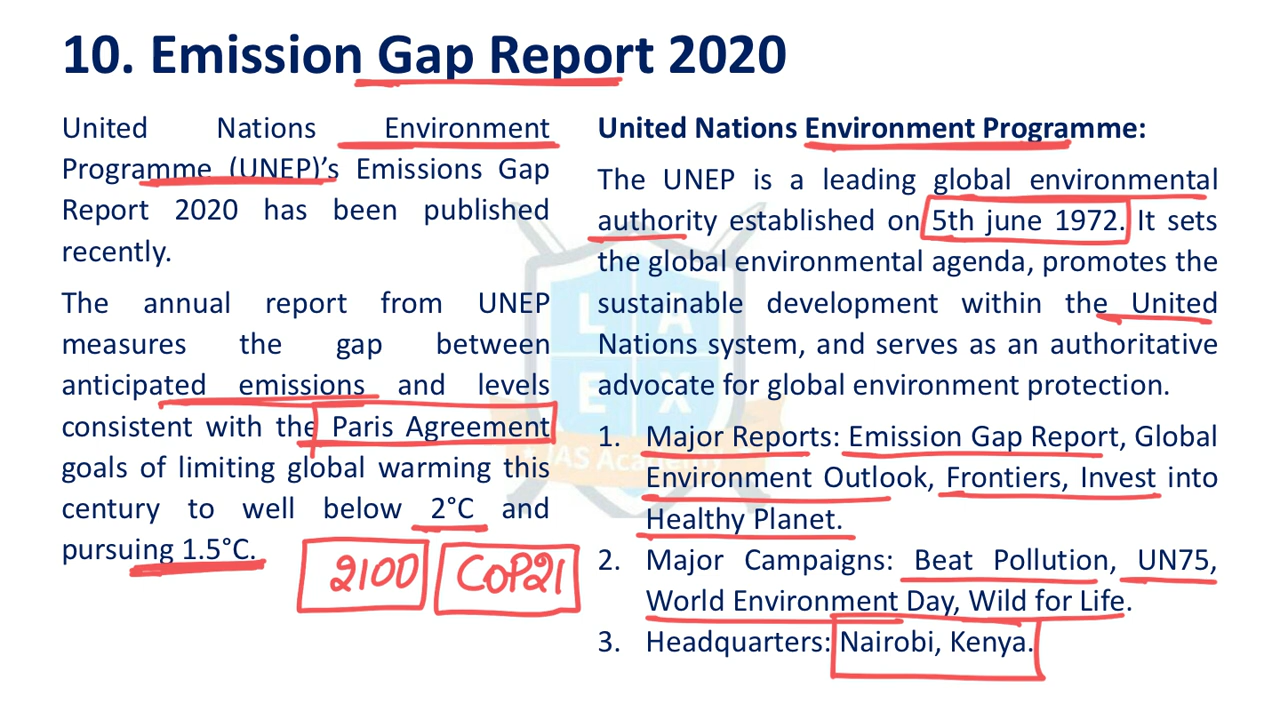 10. Emission Gap Report 2020
United Nations Environment
Programme (UNEP)’s Emissions Gap
Report 2020 has been published
recently.
The annual report from UNEP
measures the gap between
anticipated emissions and levels
consistent with the Paris Agreement
goals of limiting global warming this
century to well below 2°C and
pursuing 1.5°C.
2100 COP21
United Nations Environment Programme:
The UNEP is a leading global environmental
authority established on 5th june 1972. It sets
the global environmental agenda, promotes the
sustainable development within the United
Nations system, and serves as an authoritative
advocate for global environment protection.
1. Major Reports: Emission Gap Report, Global
Environment Outlook, Frontiers, Invest into
Healthy Planet.
2. Major Campaigns: Beat Pollution, UN75,
World Environment Day, Wild for Life.
3. Headquarters: Nairobi, Kenya.
L A
E X
IAS Academy